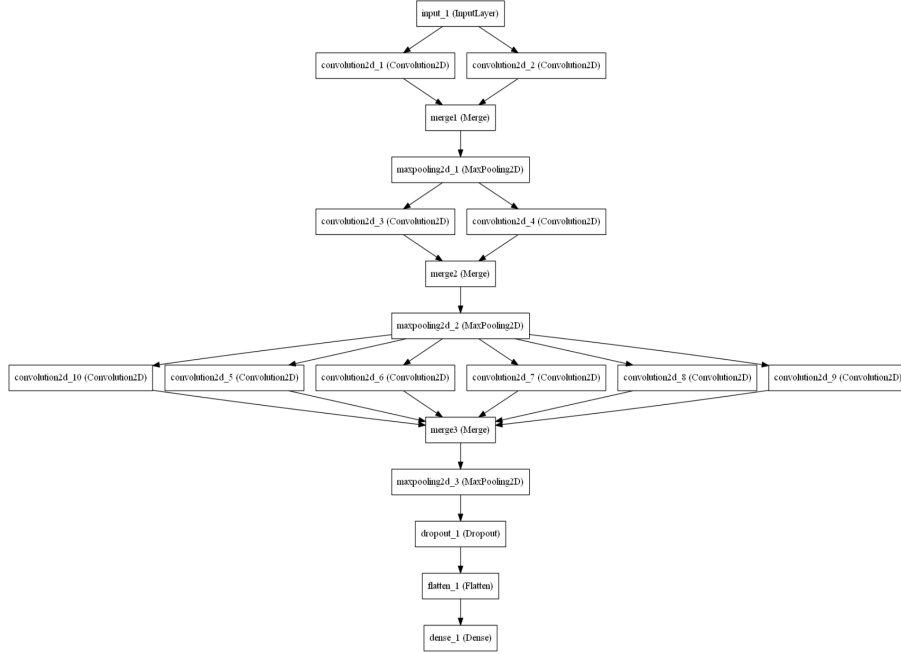 input_1 (InputLayer)
convolution2d_1 (Convolution2D)
convolution2d_2 (Convolution2D)
merge1 (Merge)
maxpooling2d_1 (MaxPooling2D)
convolution2d_3 (Convolution2D)
convolution2d_4 (Convolution2D)
merge2 (Merge)
maxpooling2d_2 (MaxPooling2D)
convolution2d_10 (Convolution2D)
convolution2d_5 (Convolution2D)
convolution2d_6 (Convolution2D)
convolution2d_7 (Convolution2D)
convolution2d_8 (Convolution2D)
convolution2d_9 (Convolution2D)
merge3 (Merge)
maxpooling2d_3 (MaxPooling2D)
dropout_1 (Dropout)
flatten_1 (Flatten)
dense_1 (Dense)